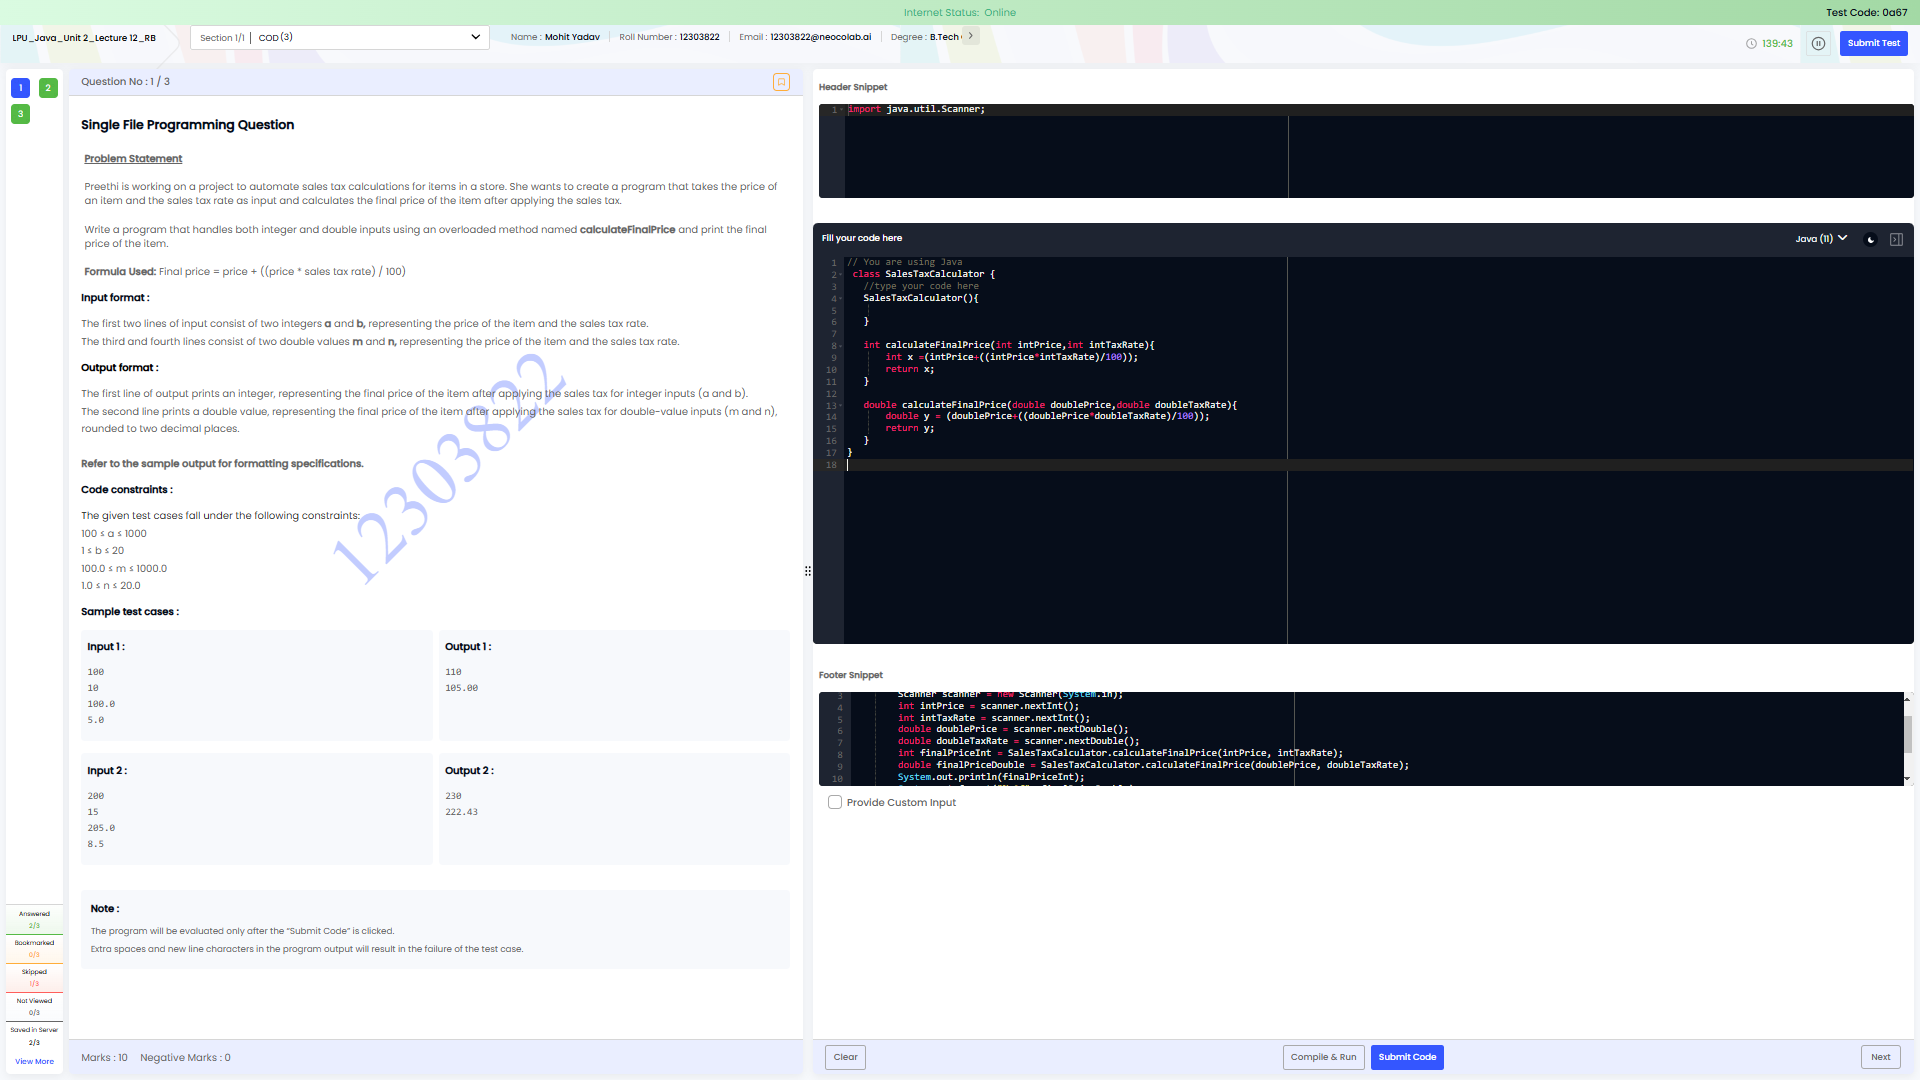 Internet Status: Online
Test Code: 0a67
LPU_Java_Unit 2_Lecture 12_RB
Section 1/1 | COD (3)
Name : Mohit Yadav
Roll Number : 12303822
Email : 12303822@neocolab.ai
Degree : B.Tech
139:43
Submit Test
1
2
3
Question No : 1 / 3
Single File Programming Question
Problem Statement
Preethi is working on a project to automate sales tax calculations for items in a store. She wants to create a program that takes the price of
an item and the sales tax rate as input and calculates the final price of the item after applying the sales tax.
Write a program that handles both integer and double inputs using an overloaded method named calculateFinalPrice and print the final
price of the item.
Formula Used: Final price = price + ((price * sales tax rate) / 100)
Input format :
The first two lines of input consist of two integers a and b, representing the price of the item and the sales tax rate.
The third and fourth lines consist of two double values m and n, representing the price of the item and the sales tax rate.
Output format :
The first line of output prints an integer, representing the final price of the item after applying the sales tax for integer inputs (a and b).
The second line prints a double value, representing the final price of the item after applying the sales tax for double-value inputs (m and n),
rounded to two decimal places.
Refer to the sample output for formatting specifications.
Code constraints :
The given test cases fall under the following constraints:
100 ≤ a ≤ 1000
1 ≤ b ≤ 20
100.0 ≤ m ≤ 1000.0
1.0 ≤ n ≤ 20.0
Sample test cases :
Input 1 :
100
10
100.0
5.0
Output 1 :
110
105.00
Input 2 :
200
15
205.0
8.5
Output 2 :
230
222.43
Note :
The program will be evaluated only after the "Submit Code" is clicked.
Extra spaces and new line characters in the program output will result in the failure of the test case.
12303822
Answered
2/3
Bookmarked
0/3
Skipped
1/3
Not Viewed
0/3
Saved in Server
2/3
View More
Marks : 10
Negative Marks : 0
Header Snippet
1 import java.util.Scanner;
Fill your code here
Java (11)
1 // You are using Java
2 class SalesTaxCalculator {
3 //type your code here
4 SalesTaxCalculator(){
5
6 }
7
8 int calculateFinalPrice(int intPrice,int intTaxRate){
9 int x =(intPrice+((intPrice*intTaxRate)/100));
10 return x;
11 }
12
13 double calculateFinalPrice(double doublePrice,double doubleTaxRate){
14 double y = (doublePrice+((doublePrice*doubleTaxRate)/100));
15 return y;
16 }
17 }
18
Footer Snippet
3 Scanner scanner = new Scanner(System.in);
4 int intPrice = scanner.nextInt();
5 int intTaxRate = scanner.nextInt();
6 double doublePrice = scanner.nextDouble();
7 double doubleTaxRate = scanner.nextDouble();
8 int finalPriceInt = SalesTaxCalculator.calculateFinalPrice(intPrice, intTaxRate);
9 double finalPriceDouble = SalesTaxCalculator.calculateFinalPrice(doublePrice, doubleTaxRate);
10 System.out.println(finalPriceInt);
Provide Custom Input
Clear
Compile & Run
Submit Code
Next